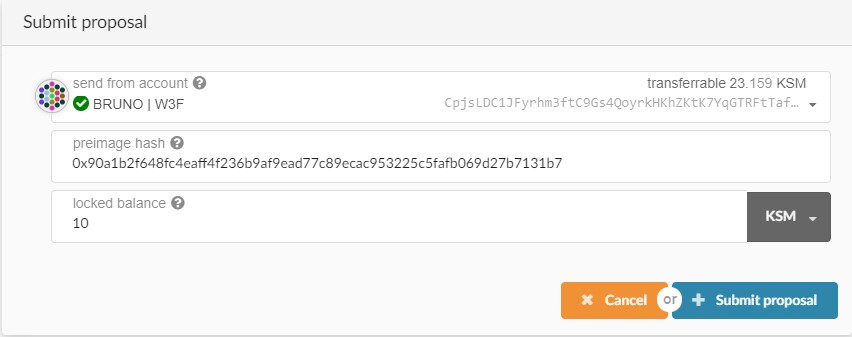 Submit proposal
send from account
transferrable 23.159 KSM
BRUNO | W3F
CpjsLDC1JFyrhm3ftC9Gs4QoyrkHKhZKtK7YqGTRFtTaf…
preimage hash
0x90a1b2f648fc4eaff4f236b9af9ead77c89ecac953225c5fafb069d27b7131b7
locked balance
10
KSM
Cancel or Submit proposal